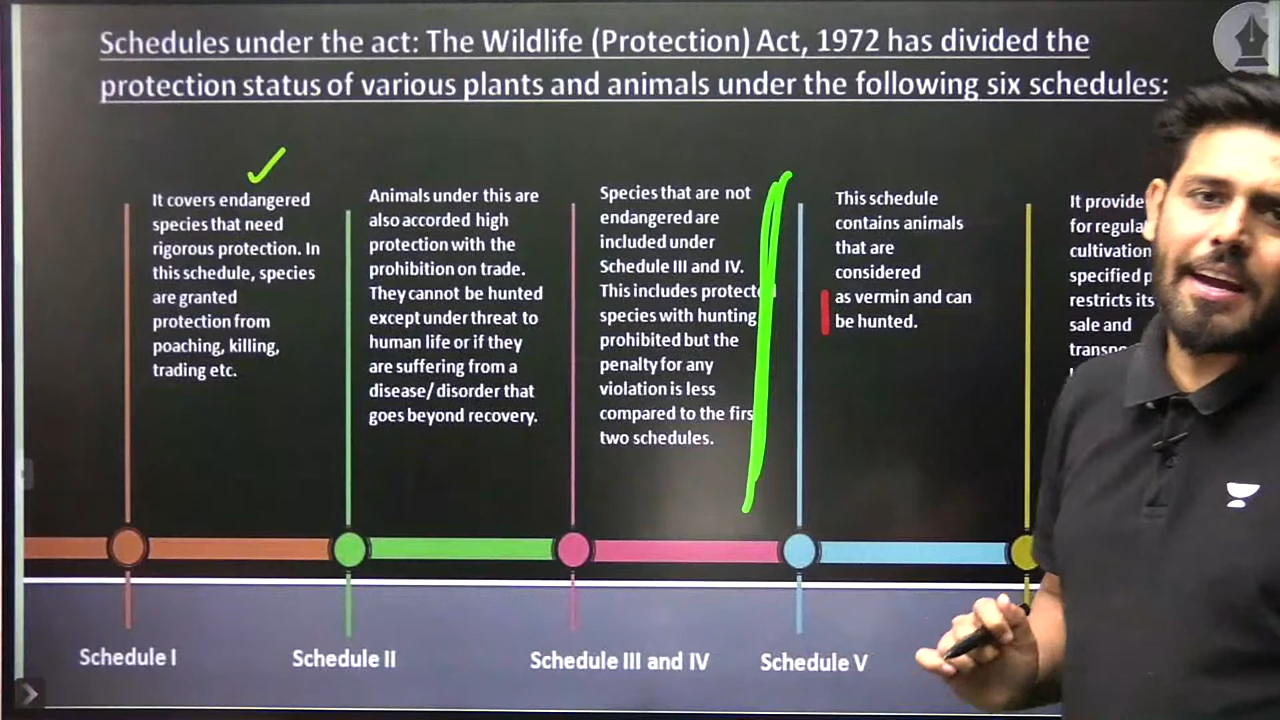 Schedules under the act: The Wildlife (Protection) Act, 1972 has divided the
protection status of various plants and animals under the following six schedules:
It covers endangered
species that need
rigorous protection. In
this schedule, species
are granted
protection from
poaching, killing,
trading etc.
Animals under this are
also accorded high
protection with the
prohibition on trade.
They cannot be hunted
except under threat to
human life or if they
are suffering from a
disease/ disorder that
goes beyond recovery.
Species that are not
endangered are
included under
Schedule III and IV.
This includes protected
species with hunting
prohibited but the
penalty for any
violation is less
compared to the firs
two schedules.
This schedule
contains animals
that are
considered
as vermin and can
be hunted.
It provide
for regula
cultivation
specified p
restricts its
sale and
Schedule I
Schedule II
Schedule III and IV
Schedule V